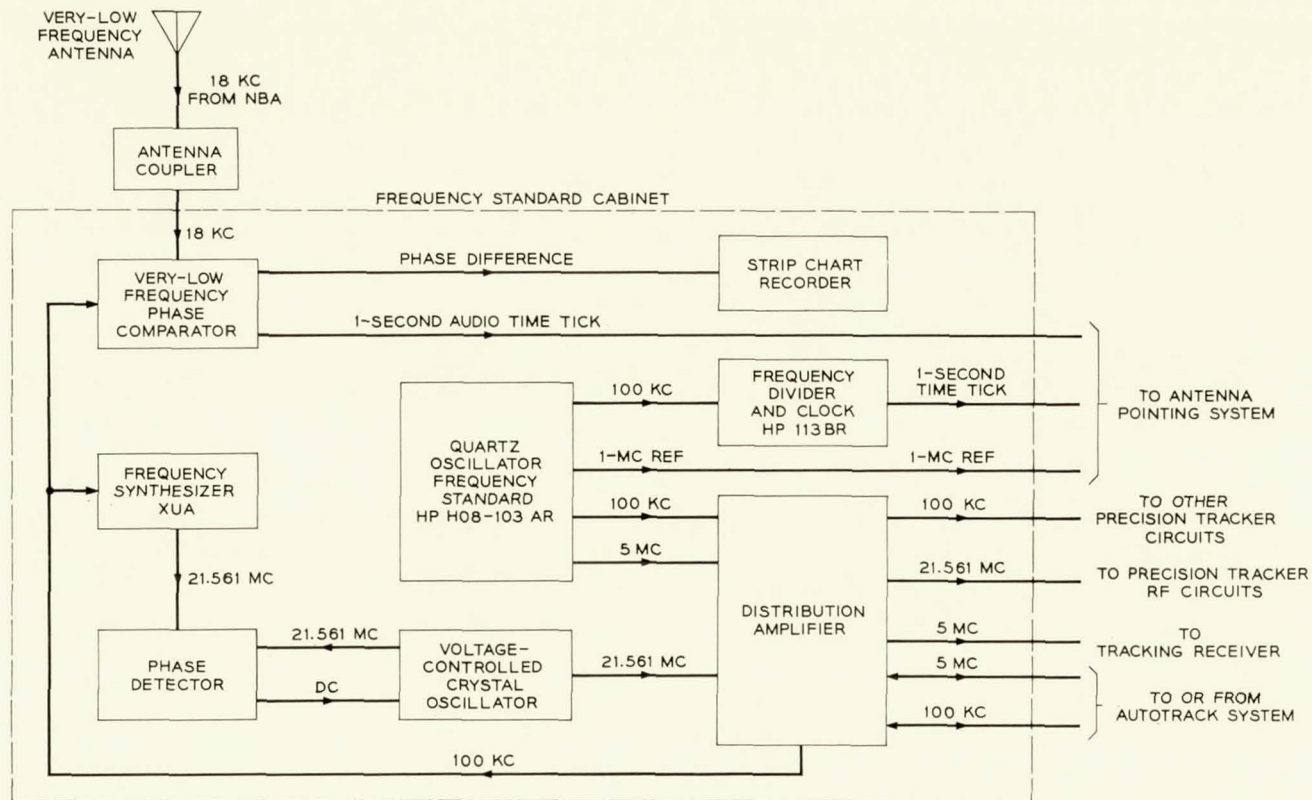 VERY-LOW
FREQUENCY
ANTENNA
18 KC
FROM NBA
ANTENNA
COUPLER
FREQUENCY STANDARD CABINET
18 KC
VERY-LOW
FREQUENCY
PHASE
COMPARATOR
PHASE DIFFERENCE
STRIP CHART
RECORDER
1-SECOND AUDIO TIME TICK
100 KC
FREQUENCY
DIVIDER
AND CLOCK
HP 113BR
1-SECOND
TIME TICK
TO ANTENNA
POINTING SYSTEM
QUARTZ
OSCILLATOR
FREQUENCY
STANDARD
HP H08-103 AR
1-MC REF
1-MC REF
FREQUENCY
SYNTHESIZER
XUA
100 KC
100 KC
TO OTHER
PRECISION TRACKER
CIRCUITS
5 MC
21.561 MC
21.561 MC
TO PRECISION TRACKER
RF CIRCUITS
DISTRIBUTION
AMPLIFIER
PHASE
DETECTOR
21.561 MC
DC
VOLTAGE-
CONTROLLED
CRYSTAL
OSCILLATOR
21.561 MC
5 MC
TO
TRACKING RECEIVER
5 MC
100 KC
TO OR FROM
AUTOTRACK SYSTEM
100 KC